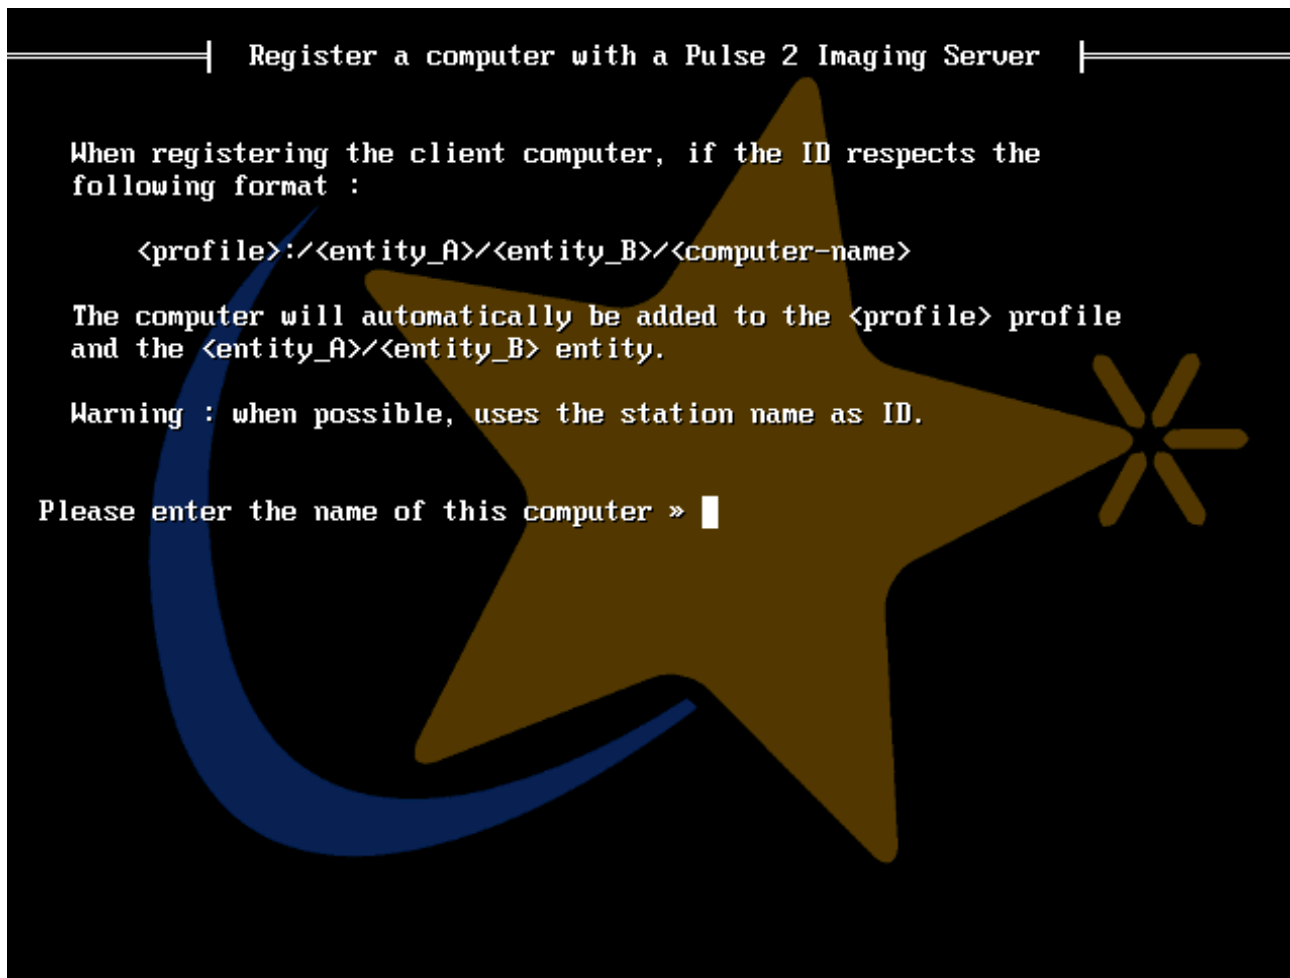 Register a computer with a Pulse 2 Imaging Server
When registering the client computer, if the ID respects the
following format :
<profile>:/<entity_A>/<entity_B>/<computer-name>
The computer will automatically be added to the <profile> profile
and the <entity_A>/<entity_B> entity.
Warning : when possible, uses the station name as ID.
Please enter the name of this computer »